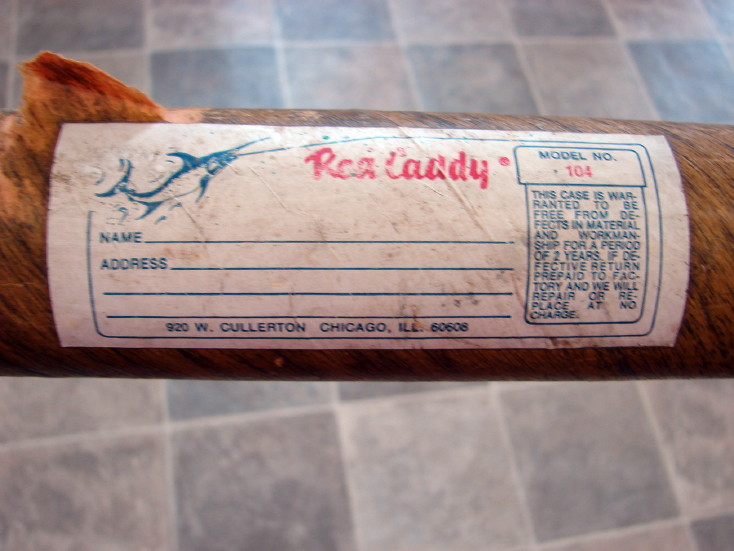 Rod Caddy®
MODEL NO.
104
THIS CASE IS WAR-
RANTED TO BE
FREE FROM DE-
FECTS IN MATERIAL
AND WORKMAN-
SHIP FOR A PERIOD
OF 2 YEARS. IF DE-
FECTIVE RETURN
PREPAID TO FAC-
TORY AND WE WILL
REPAIR OR RE-
PLACE AT NO
CHARGE.
NAME
ADDRESS
920 W. CULLERTON CHICAGO, ILL. 60608